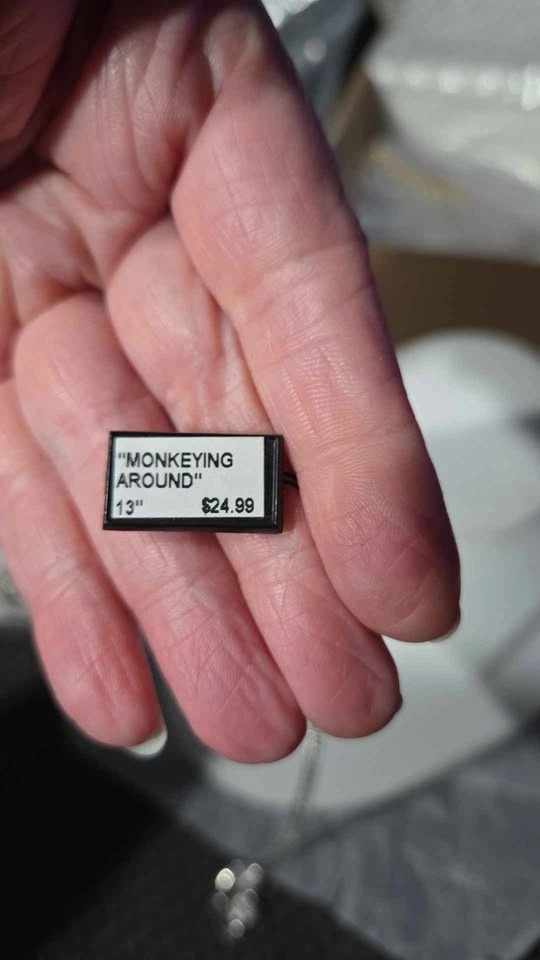 "MONKEYING
AROUND"
13" $24.99